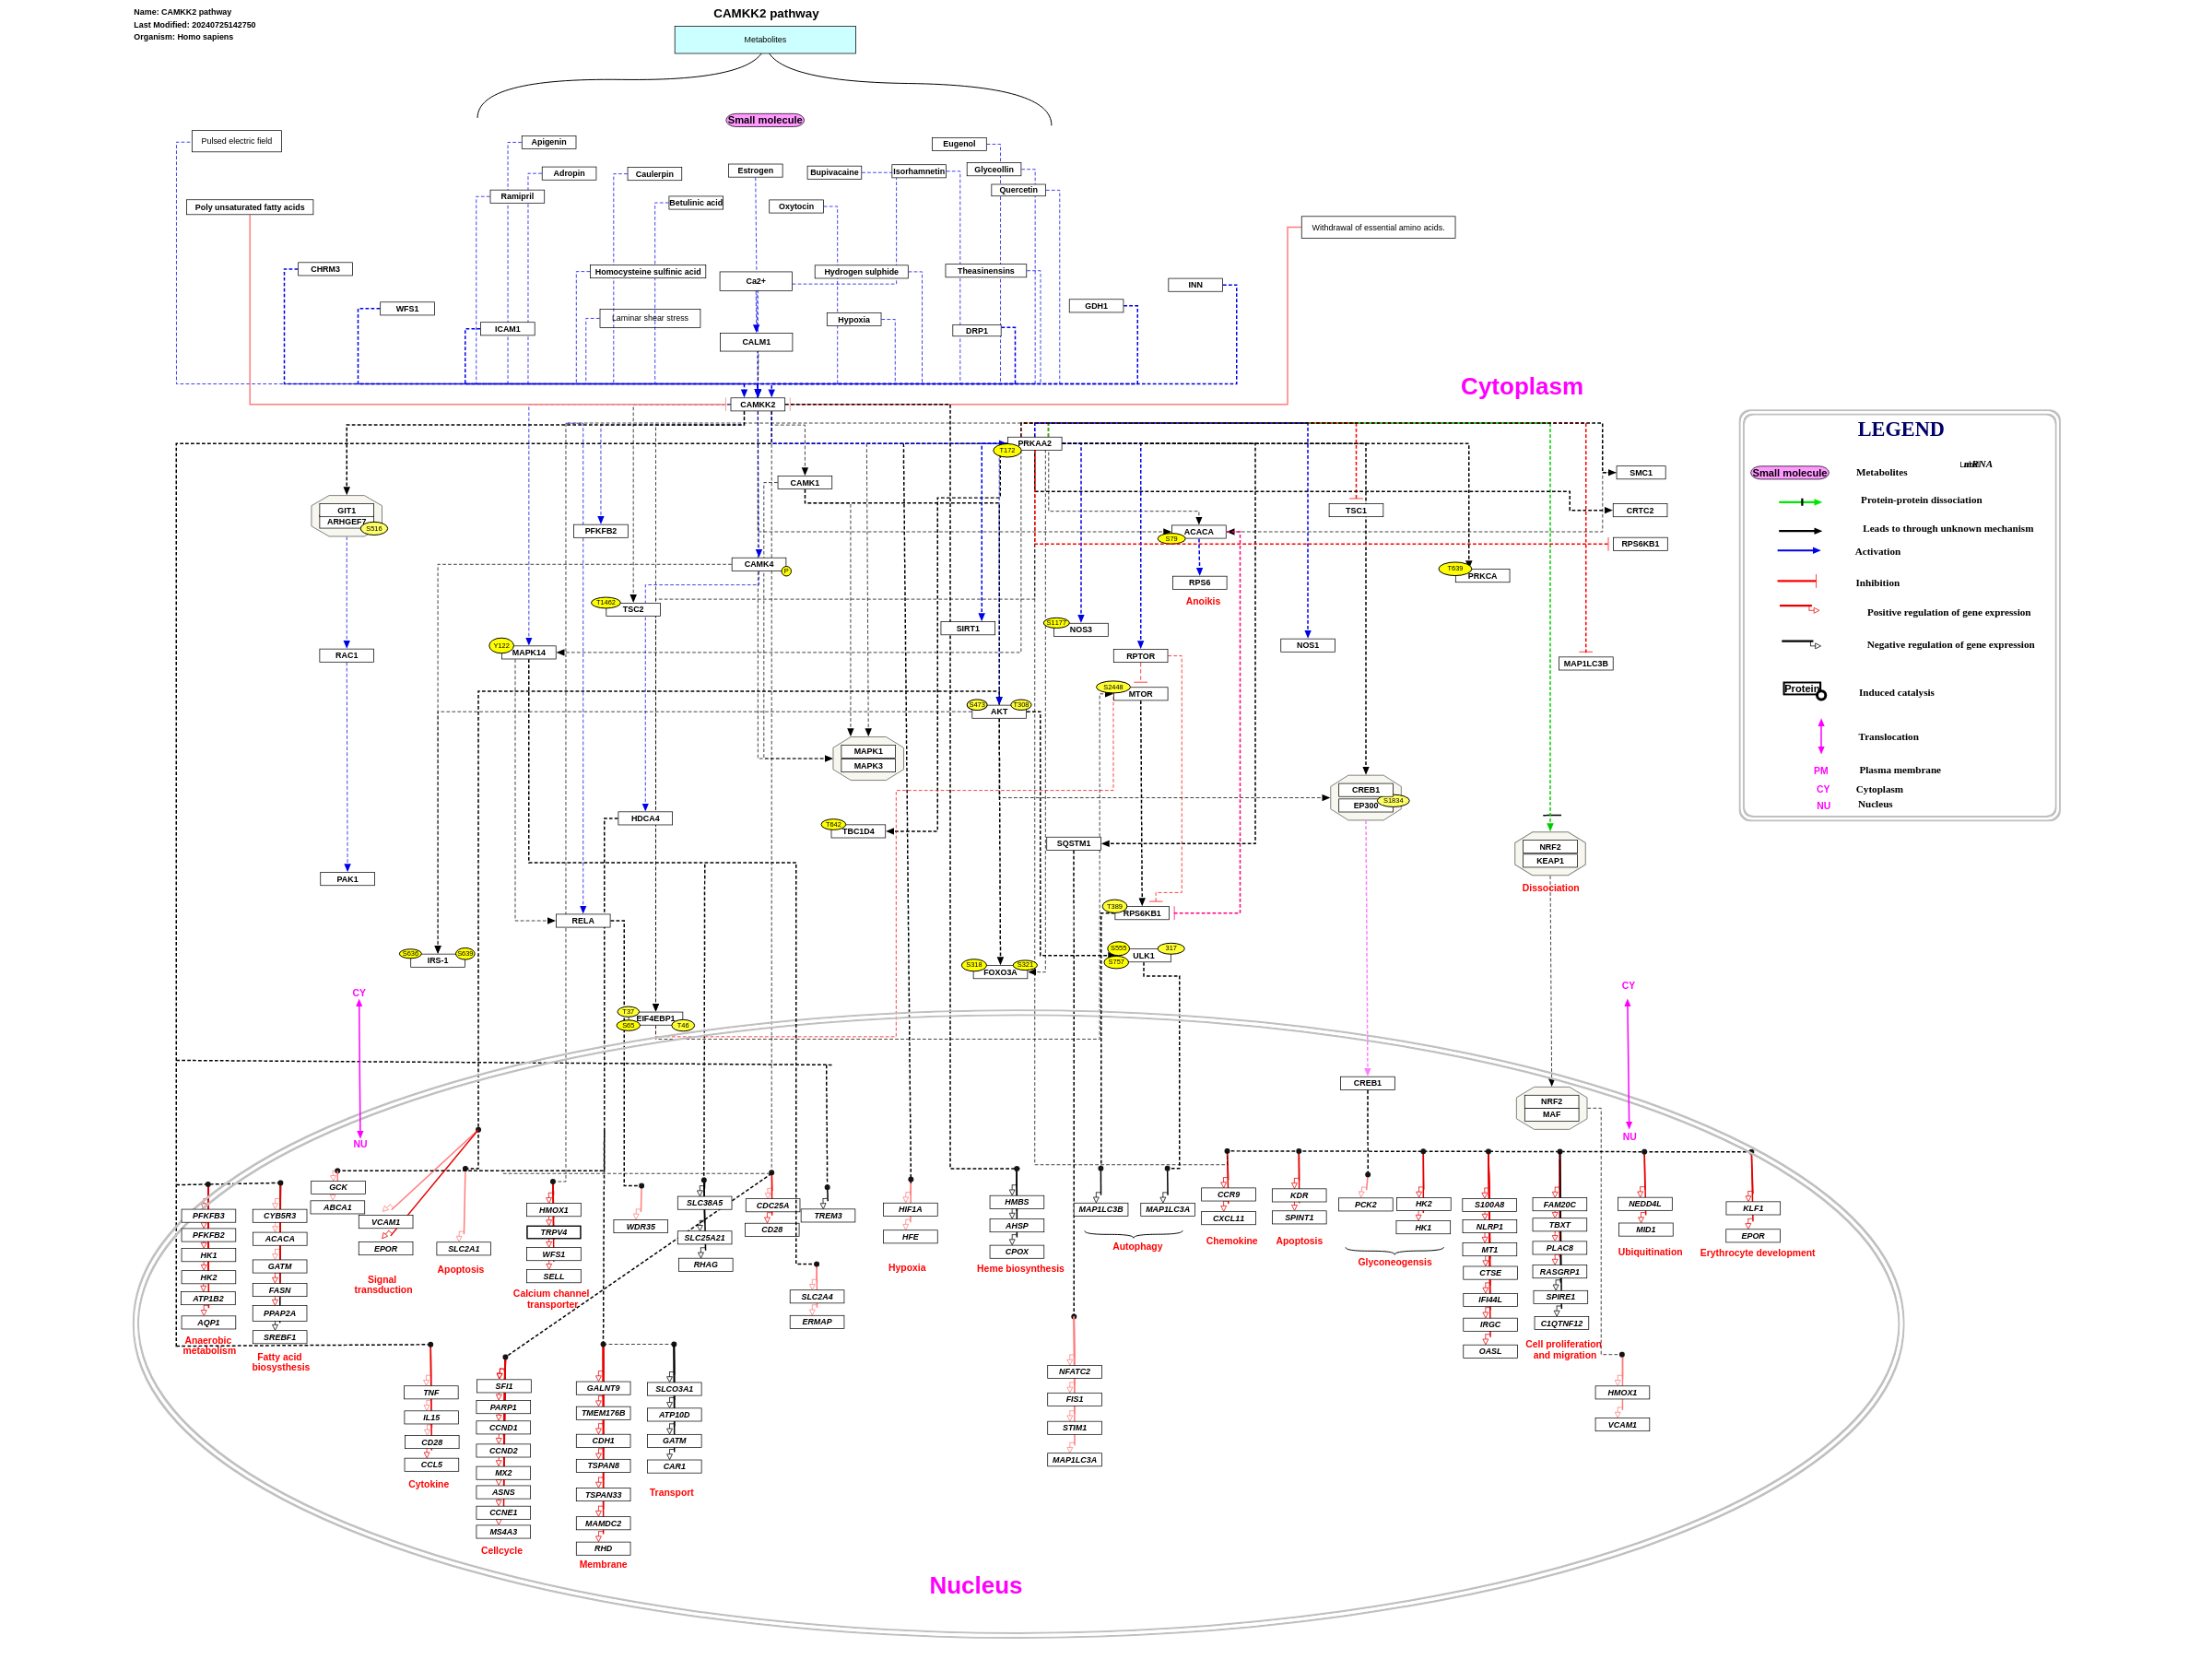 Name: CAMKK2 pathway
Last Modified: 20240725142750
Organism: Homo sapiens
CAMKK2 pathway
Metabolites
Small molecule
Pulsed electric field
Apigenin
Eugenol
Adropin
Caulerpin
Estrogen
Bupivacaine
Isorhamnetin
Glyceollin
Ramipril
Quercetin
Poly unsaturated fatty acids
Betulinic acid
Oxytocin
Withdrawal of essential amino acids.
CHRM3
Homocysteine sulfinic acid
Ca2+
Hydrogen sulphide
Theasinensins
INN
WFS1
GDH1
ICAM1
Laminar shear stress
Hypoxia
DRP1
CALM1
Cytoplasm
CAMKK2
PRKAA2
T172
SMC1
CAMK1
GIT1
ARHGEF7
S516
PFKFB2
TSC1
CRTC2
ACACA
S79
RPS6KB1
CAMK4
P
RPS6
T639
PRKCA
Anoikis
T1462
TSC2
SIRT1
S1177
NOS3
NOS1
RAC1
Y122
MAPK14
RPTOR
MAP1LC3B
S2448
MTOR
S473
T308
AKT
MAPK1
MAPK3
CREB1
EP300
S1834
HDCA4
T642
TBC1D4
SQSTM1
NRF2
KEAP1
Dissociation
PAK1
RELA
T389
RPS6KB1
S636
S639
IRS-1
S318
S321
FOXO3A
S555
317
S757
ULK1
CY
CY
T37
EIF4EBP1
S65
T46
CREB1
NRF2
MAF
NU
NU
LEGEND
Small molecule
Metabolites
mRNA
Protein-protein dissociation
Leads to through unknown mechanism
Activation
Inhibition
Positive regulation of gene expression
Negative regulation of gene expression
Protein
Induced catalysis
Translocation
PM
Plasma membrane
CY
Cytoplasm
NU
Nucleus
PFKFB3
PFKFB2
HK1
HK2
ATP1B2
AQP1
Anaerobic
metabolism
CYB5R3
ACACA
GATM
FASN
PPAP2A
SREBF1
Fatty acid
biosysthesis
GCK
ABCA1
VCAM1
EPOR
Signal
transduction
SLC2A1
Apoptosis
HMOX1
TRPV4
WFS1
SELL
Calcium channel
transporter
WDR35
SLC38A5
SLC25A21
RHAG
CDC25A
CD28
TREM3
SLC2A4
ERMAP
HIF1A
HFE
Hypoxia
HMBS
AHSP
CPOX
Heme biosynthesis
MAP1LC3B
MAP1LC3A
Autophagy
CCR9
CXCL11
Chemokine
KDR
SPINT1
Apoptosis
PCK2
HK2
HK1
Glyconeogensis
S100A8
NLRP1
MT1
CTSE
IFI44L
IRGC
OASL
FAM20C
TBXT
PLAC8
RASGRP1
SPIRE1
C1QTNF12
Cell proliferation
and migration
NEDD4L
MID1
Ubiquitination
KLF1
EPOR
Erythrocyte development
TNF
IL15
CD28
CCL5
Cytokine
SFI1
PARP1
CCND1
CCND2
MX2
ASNS
CCNE1
MS4A3
Cellcycle
GALNT9
TMEM176B
CDH1
TSPAN8
TSPAN33
MAMDC2
RHD
Membrane
SLCO3A1
ATP10D
GATM
CAR1
Transport
NFATC2
FIS1
STIM1
MAP1LC3A
HMOX1
VCAM1
Nucleus